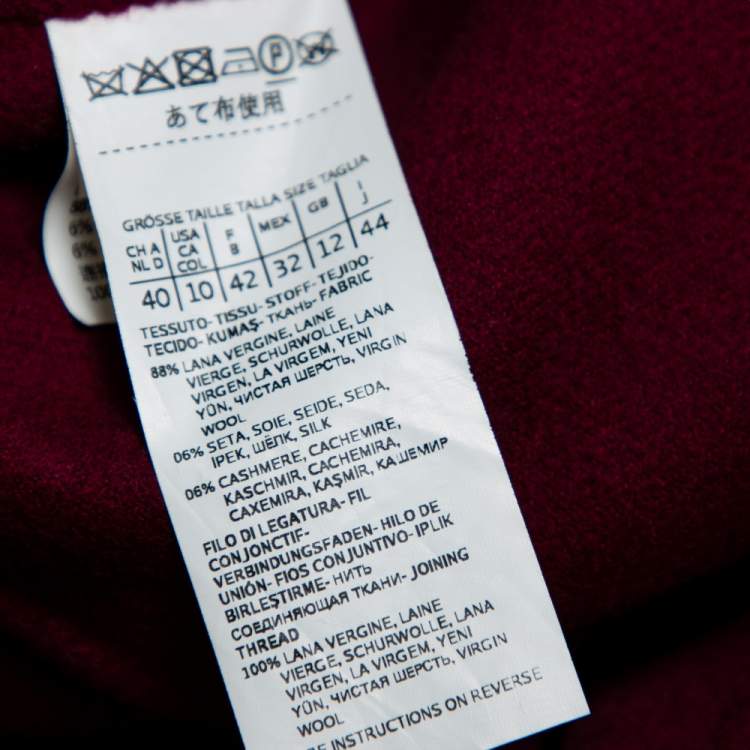 P W
あて布使用
GRÖSSE TAILLE TALLA SIZE TAGLIA
CH A NL D | USA CA COL | F B | MEX | GB | I J
40 | 10 | 42 | 32 | 12 | 44
TESSUTO- TISSU- STOFF- TEJIDO-
TECIDO- KUMAŞ- ТКАНЬ- FABRIC
88% LANA VERGINE, LAINE
VIERGE, SCHURWOLLE, LANA
VIRGEN, LA VIRGEM, YENI
YÜN, ЧИСТАЯ ШЕРСТЬ, VIRGIN
WOOL
06% SETA, SOIE, SEIDE, SEDA,
IPEK, ШЁЛК, SILK
06% CASHMERE, CACHEMIRE,
KASCHMIR, CACHEMIRA,
CAXEMIRA, KAŞMİR, КАШЕМИР
FILO DI LEGATURA- FIL
CONJONCTIF-
VERBINDUNGSFADEN- HILO DE
UNIÓN- FIOS CONJUNTIVO- IPLIK
BIRLEŞTIRME- НИТЬ
СОЕДИНЯЮЩАЯ ТКАНИ- JOINING
THREAD
100% LANA VERGINE, LAINE
VIERGE, SCHURWOLLE, LANA
VIRGEN, LA VIRGEM, YENI
YÜN, ЧИСТАЯ ШЕРСТЬ, VIRGIN
WOOL
INSTRUCTIONS ON REVERSE